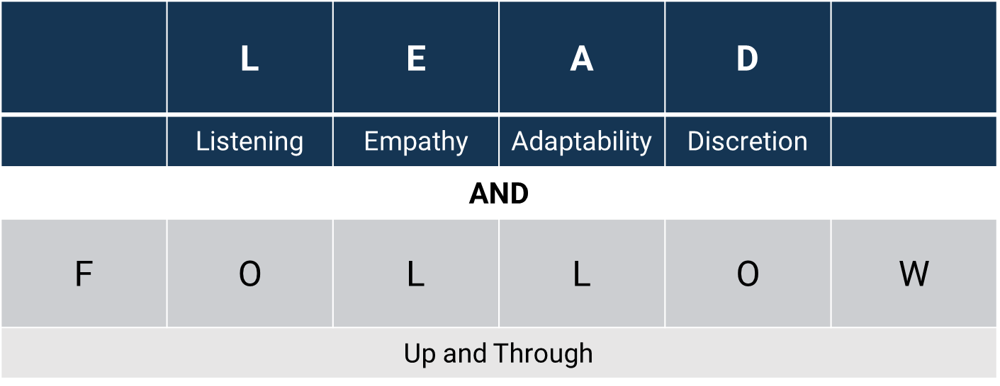 L E A D
Listening Empathy Adaptability Discretion
AND
F O L L O W
Up and Through